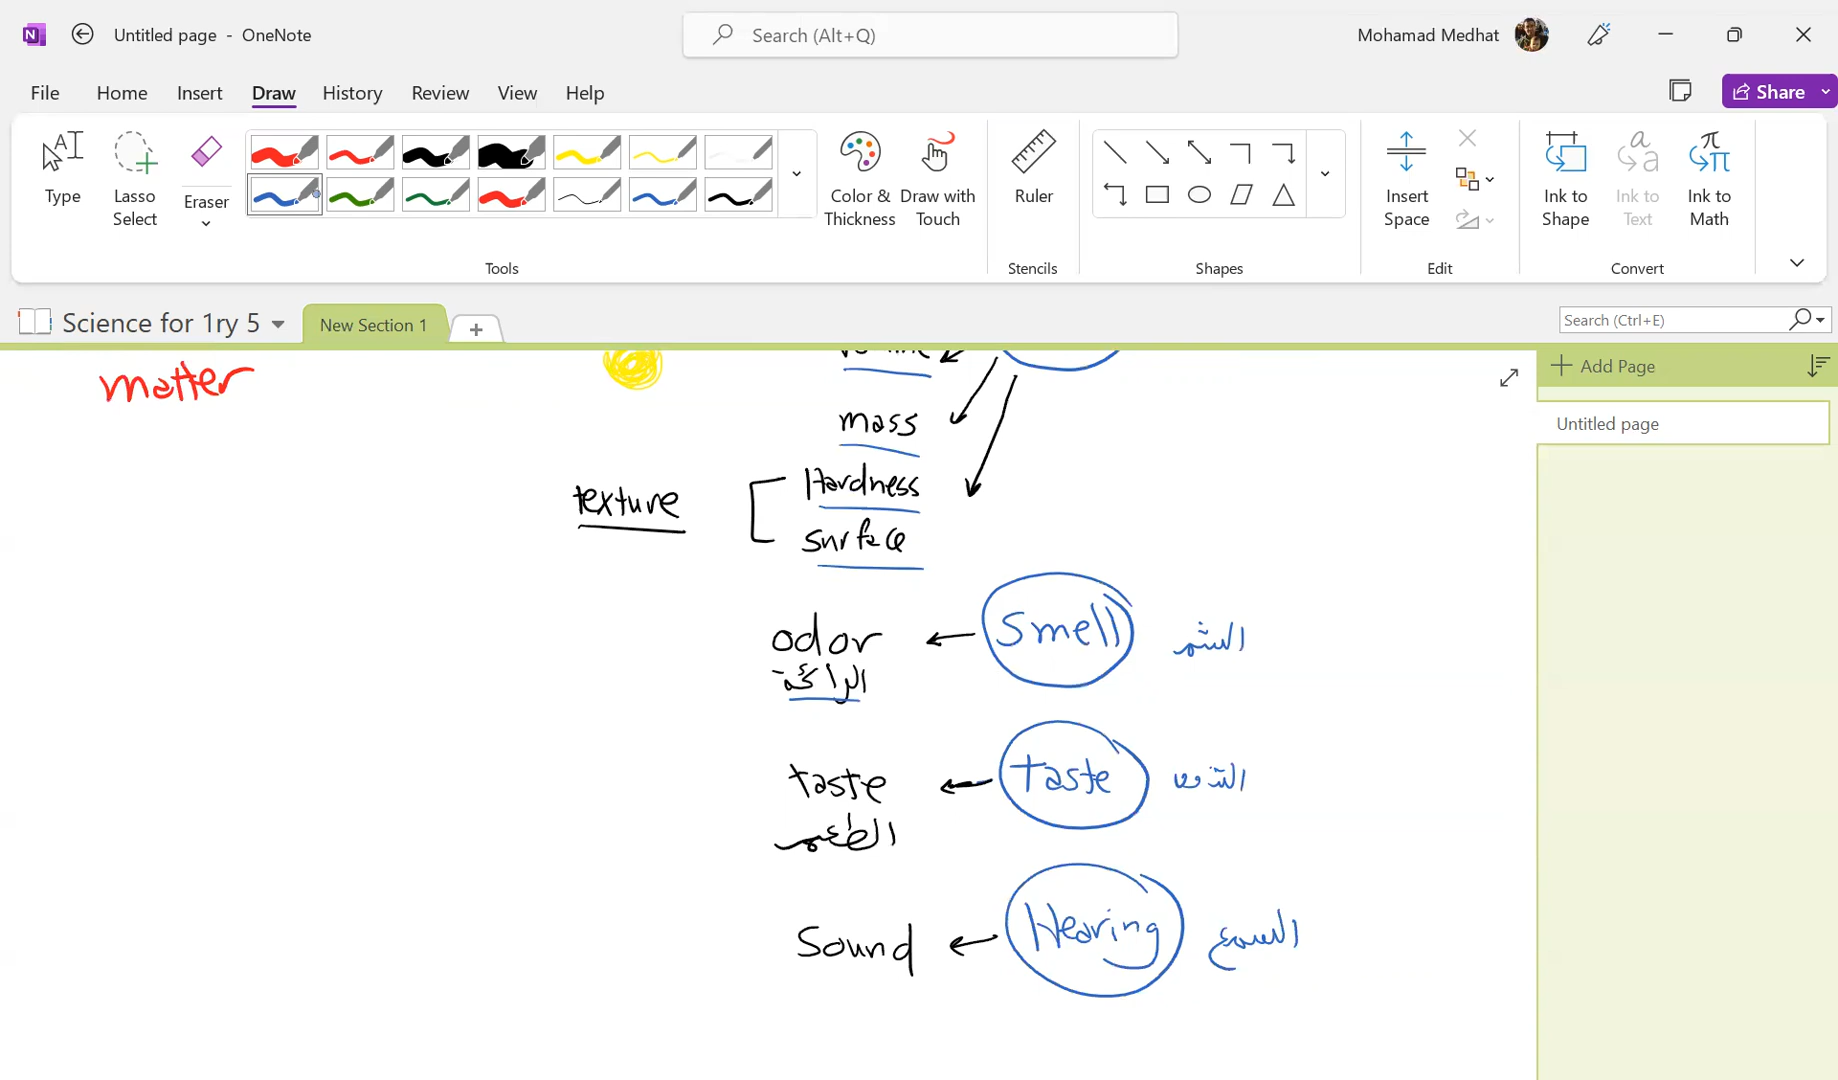 Untitled page - OneNote
Search (Alt+Q)
Mohamad Medhat
File Home Insert Draw History Review View Help
Share
Type
Lasso Select
Eraser
Color & Thickness
Draw with Touch
Ruler
Insert Space
Ink to Shape
Ink to Text
Ink to Math
Tools
Stencils
Shapes
Edit
Convert
Science for 1ry 5
New Section 1
Search (Ctrl+E)
Add Page
Untitled page
matter
mass
texture
Hardness
surface
odor ← Smell الشم
الرائحة
taste ← Taste
الطعم
Sound ← Hearing السمع